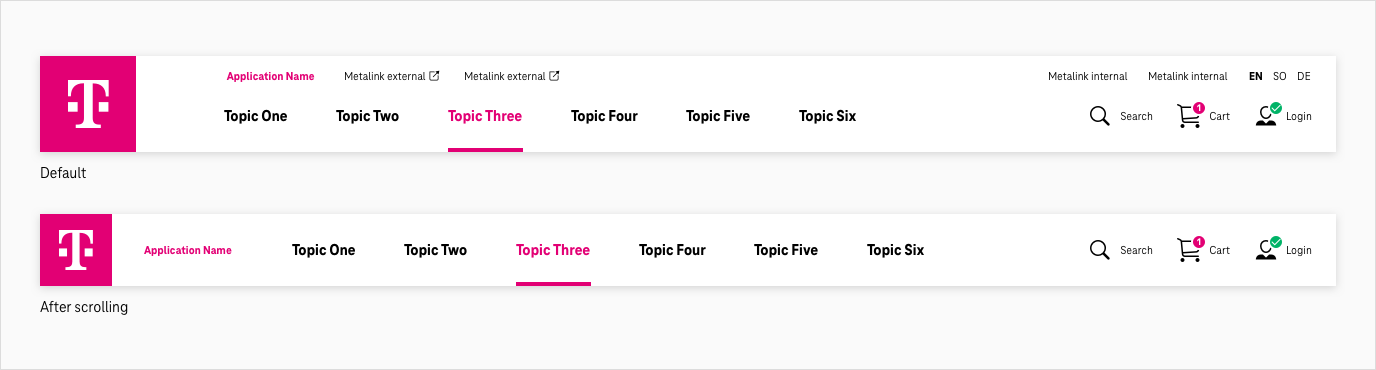 Application Name Metalink external Metalink external Metalink internal Metalink internal EN SO DE
T Topic One Topic Two Topic Three Topic Four Topic Five Topic Six Search 1 Cart Login
Default
T Application Name Topic One Topic Two Topic Three Topic Four Topic Five Topic Six Search 1 Cart Login
After scrolling